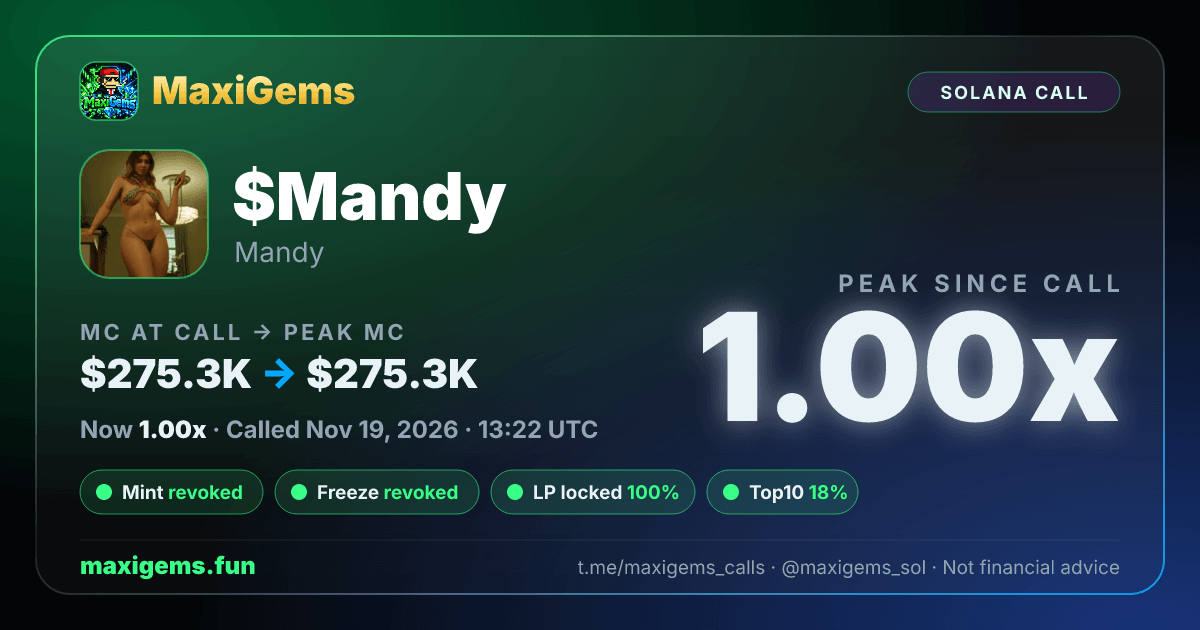 MaxiGems
MaxiGems
SOLANA CALL
$Mandy
Mandy
PEAK SINCE CALL
1.00x
MC AT CALL → PEAK MC
$275.3K → $275.3K
Now 1.00x · Called Nov 19, 2026 · 13:22 UTC
Mint revoked
Freeze revoked
LP locked 100%
Top10 18%
maxigems.fun
t.me/maxigems_calls · @maxigems_sol · Not financial advice